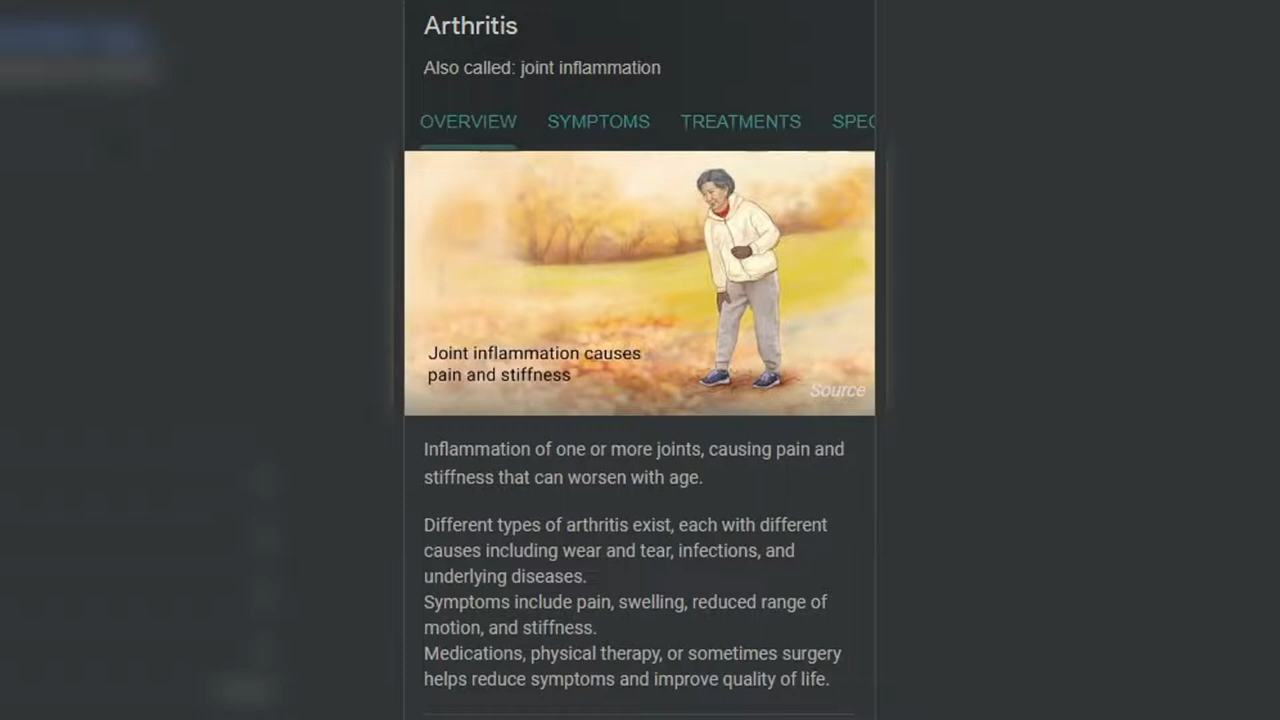 Arthritis
Also called: joint inflammation
OVERVIEW SYMPTOMS TREATMENTS SPEC
Joint inflammation causes
pain and stiffness
Source
Inflammation of one or more joints, causing pain and
stiffness that can worsen with age.
Different types of arthritis exist, each with different
causes including wear and tear, infections, and
underlying diseases.
Symptoms include pain, swelling, reduced range of
motion, and stiffness.
Medications, physical therapy, or sometimes surgery
helps reduce symptoms and improve quality of life.